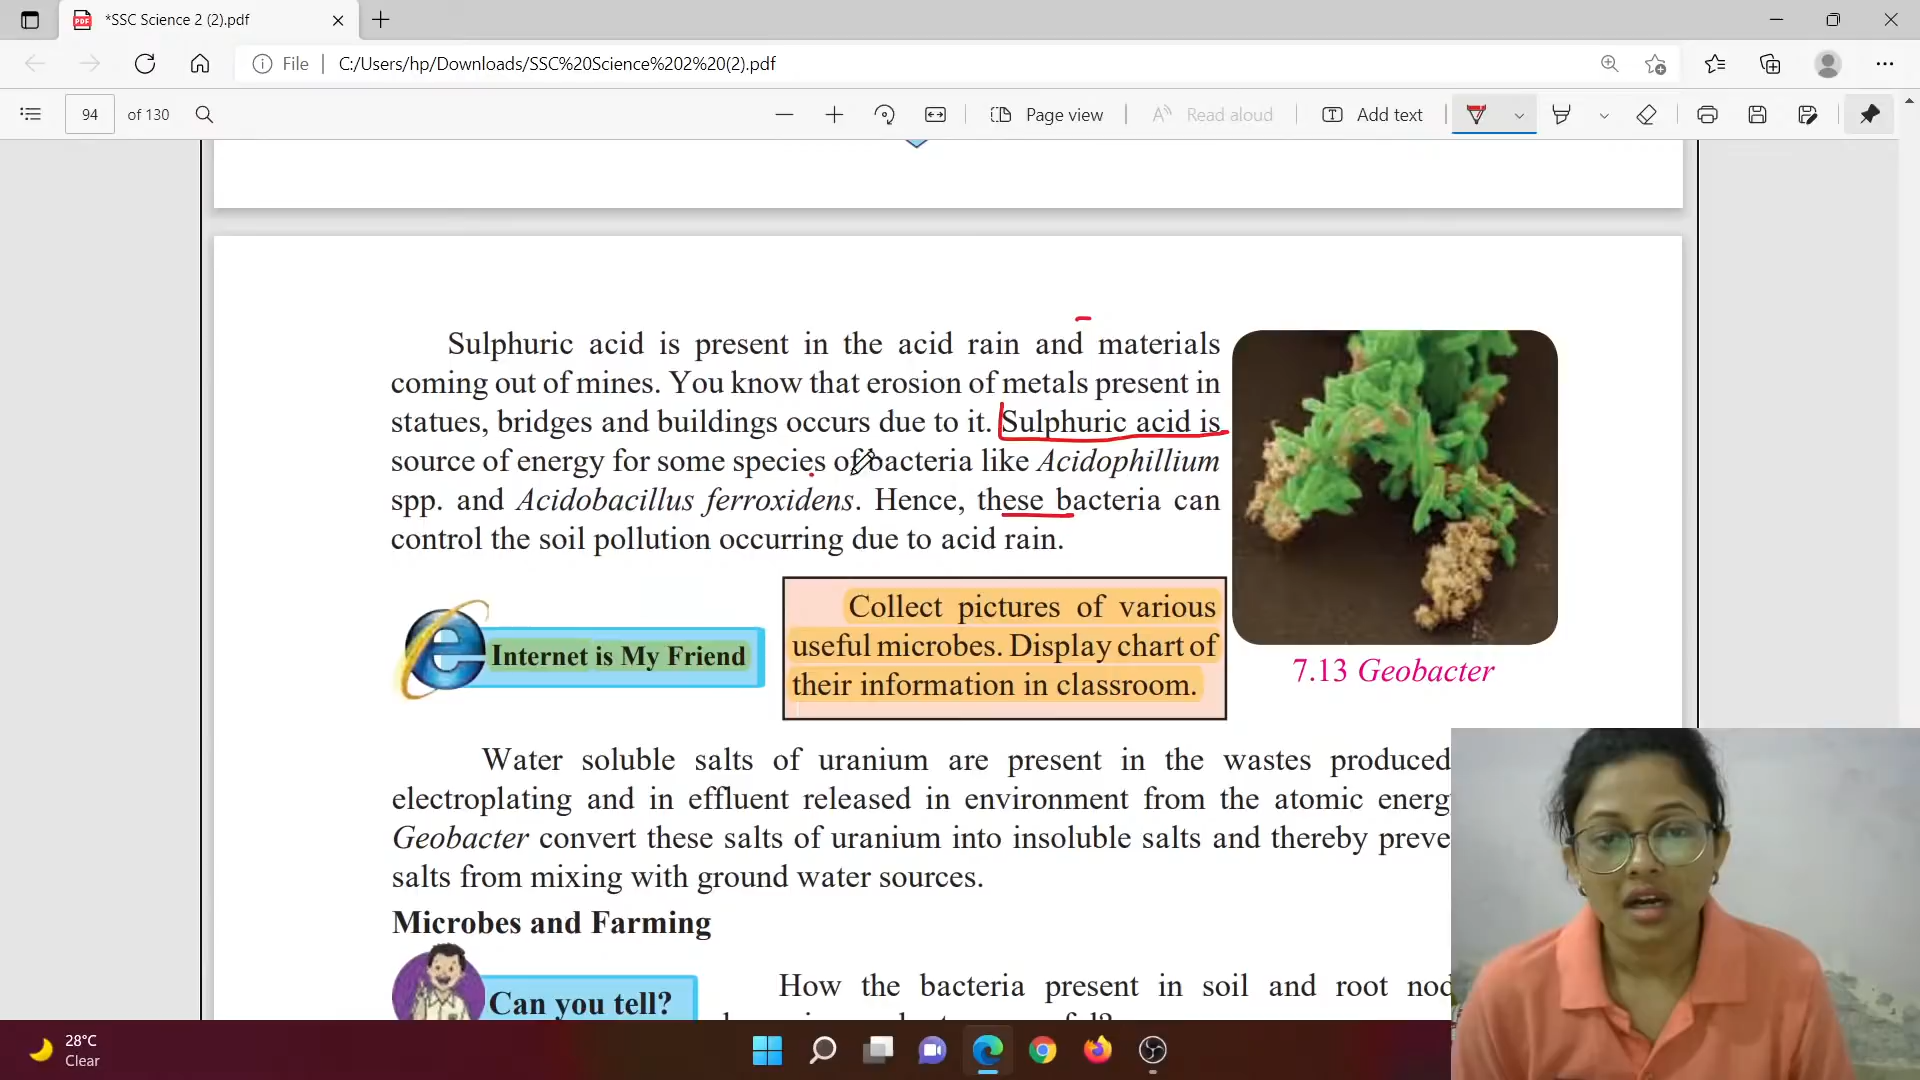 *SSC Science 2 (2).pdf
File
C:/Users/hp/Downloads/SSC%20Science%202%20(2).pdf
94 of 130
Page view
Read aloud
Add text
Sulphuric acid is present in the acid rain and materials
coming out of mines. You know that erosion of metals present in
statues, bridges and buildings occurs due to it. Sulphuric acid is
source of energy for some species of bacteria like Acidophillium
spp. and Acidobacillus ferroxidens. Hence, these bacteria can
control the soil pollution occurring due to acid rain.
Internet is My Friend
Collect pictures of various
useful microbes. Display chart of
their information in classroom.
7.13 Geobacter
Water soluble salts of uranium are present in the wastes produced
electroplating and in effluent released in environment from the atomic energ
Geobacter convert these salts of uranium into insoluble salts and thereby preve
salts from mixing with ground water sources.
Microbes and Farming
Can you tell?
How the bacteria present in soil and root nod
28°C
Clear